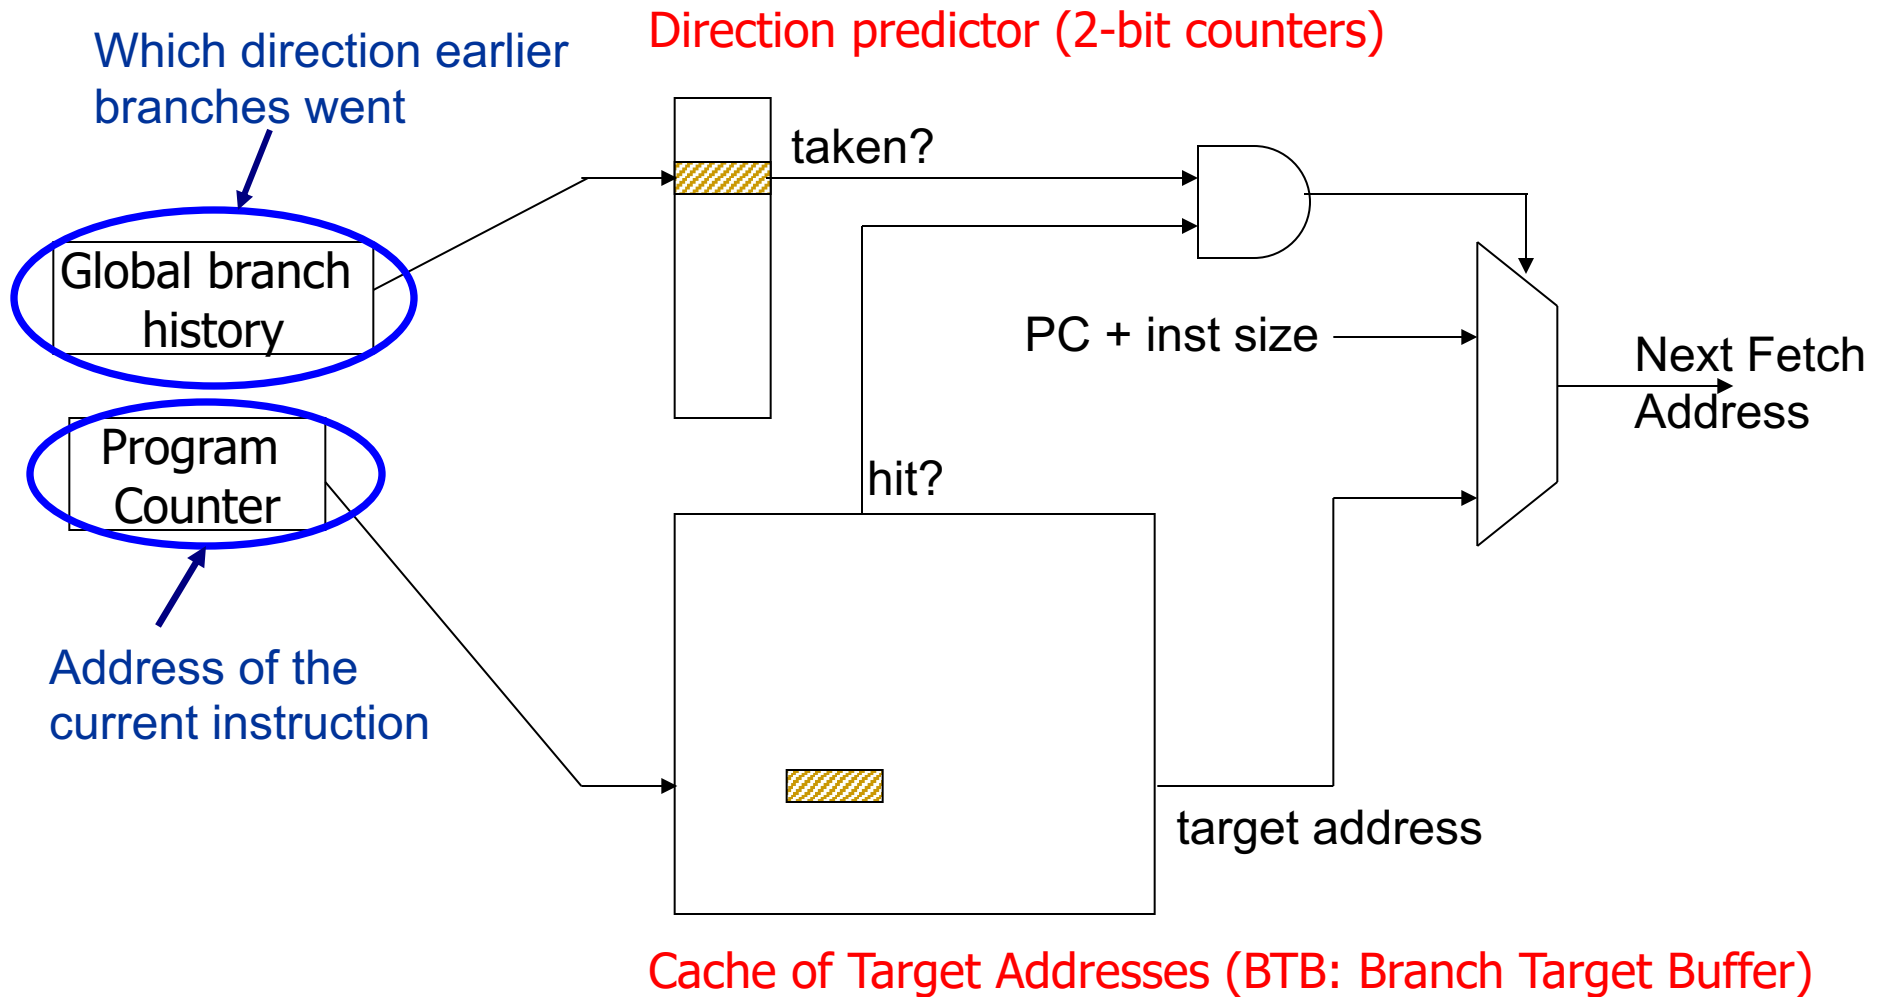 Direction predictor (2-bit counters)
Which direction earlier
branches went
taken?
Global branch
history
PC + inst size
Next Fetch
Address
Program
Counter
hit?
Address of the
current instruction
target address
Cache of Target Addresses (BTB: Branch Target Buffer)